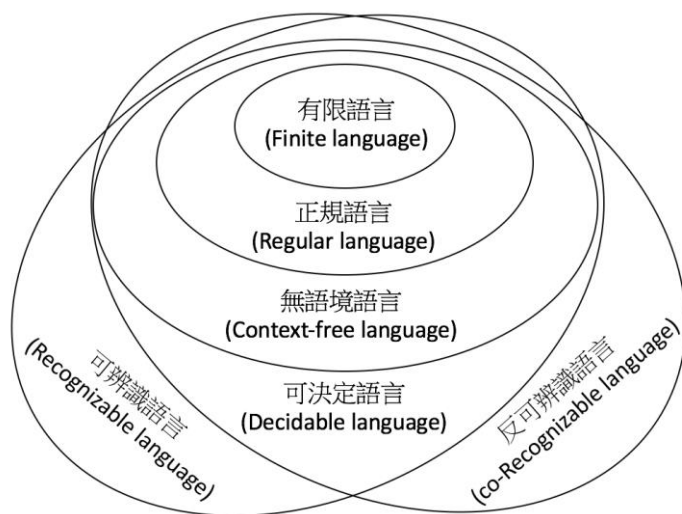 有限語言
(Finite language)
正規語言
(Regular language)
無語境語言
(Context-free language)
可決定語言
(Decidable language)
可辨識語言
(Recognizable language)
反可辨識語言
(co-Recognizable language)